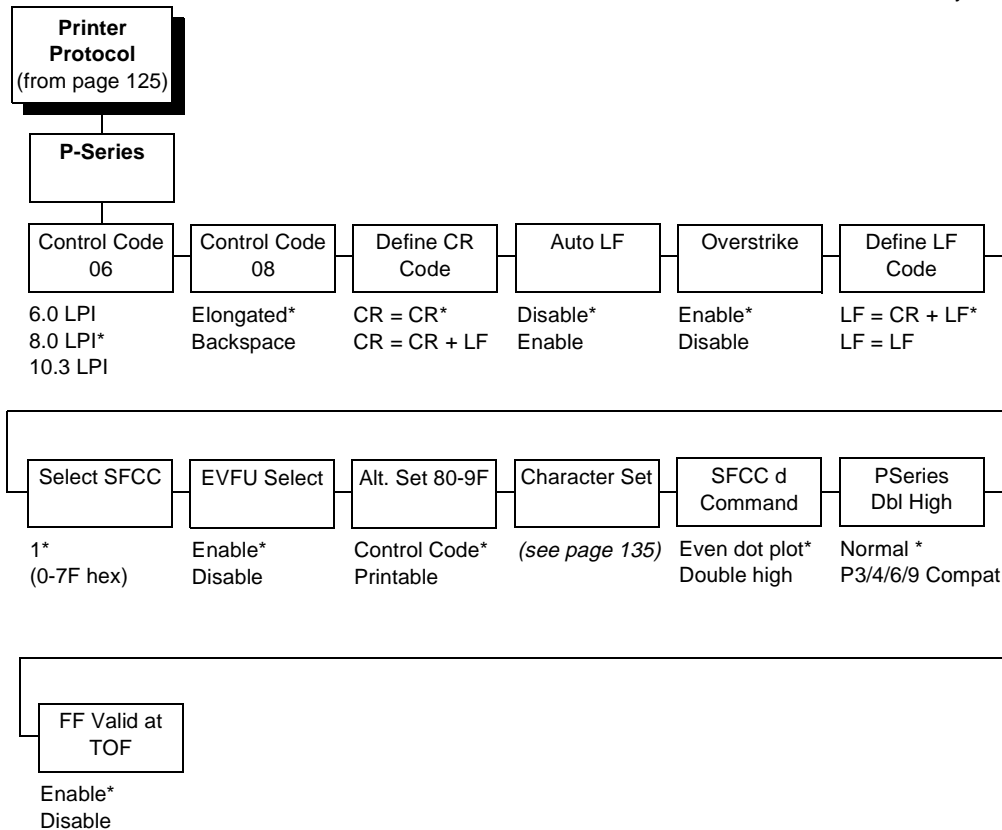 Printer
Protocol
(from page 125)
P-Series
Control Code
06
6.0 LPI
8.0 LPI*
10.3 LPI
Control Code
08
Elongated*
Backspace
Define CR
Code
CR = CR*
CR = CR + LF
Auto LF
Disable*
Enable
Overstrike
Enable*
Disable
Define LF
Code
LF = CR + LF*
LF = LF
Select SFCC
1*
(0-7F hex)
EVFU Select
Enable*
Disable
Alt. Set 80-9F
Control Code*
Printable
Character Set
(see page 135)
SFCC d
Command
Even dot plot*
Double high
PSeries
Dbl High
Normal *
P3/4/6/9 Compat
FF Valid at
TOF
Enable*
Disable